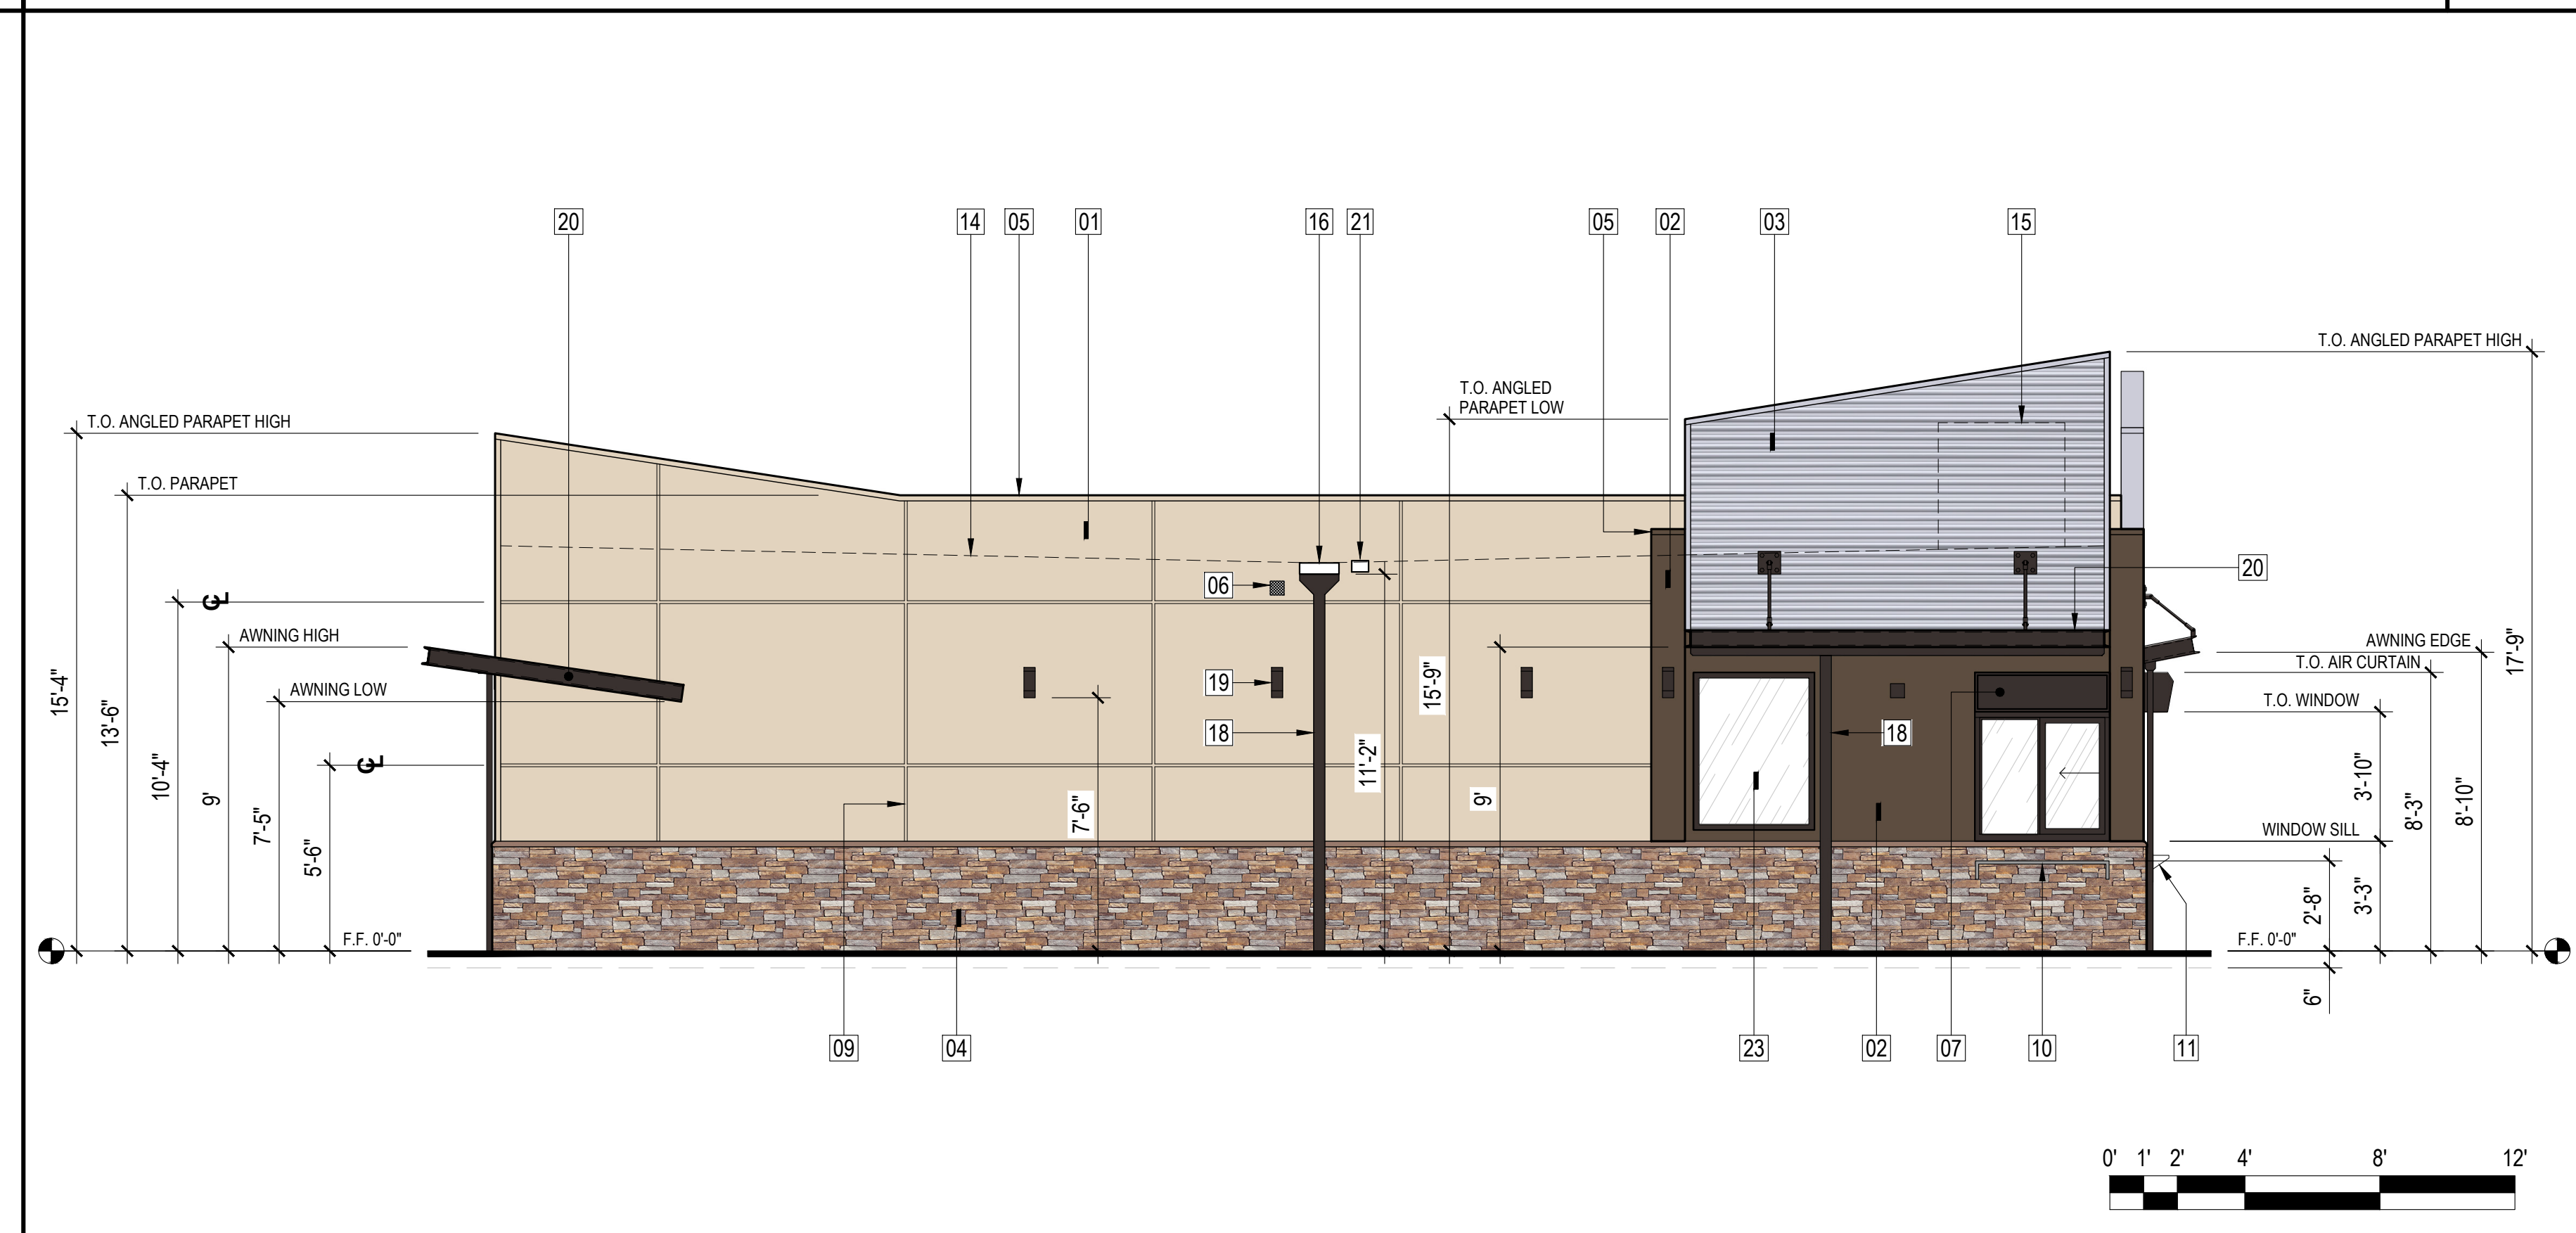 20
14
05
01
16
21
05
02
03
15
T.O. ANGLED PARAPET HIGH
T.O. ANGLED
PARAPET LOW
T.O. ANGLED PARAPET HIGH
T.O. PARAPET
20
06
℄
AWNING HIGH
AWNING EDGE
T.O. AIR CURTAIN
19
AWNING LOW
T.O. WINDOW
18
18
℄
15'-4"
13'-6"
10'-4"
9'
7'-5"
5'-6"
7'-6"
11'-2"
15'-9"
9'
WINDOW SILL
2'-8"
3'-3"
3'-10"
8'-3"
8'-10"
17'-9"
F.F. 0'-0"
F.F. 0'-0"
6"
09
04
23
02
07
10
11
0' 1' 2' 4' 8' 12'